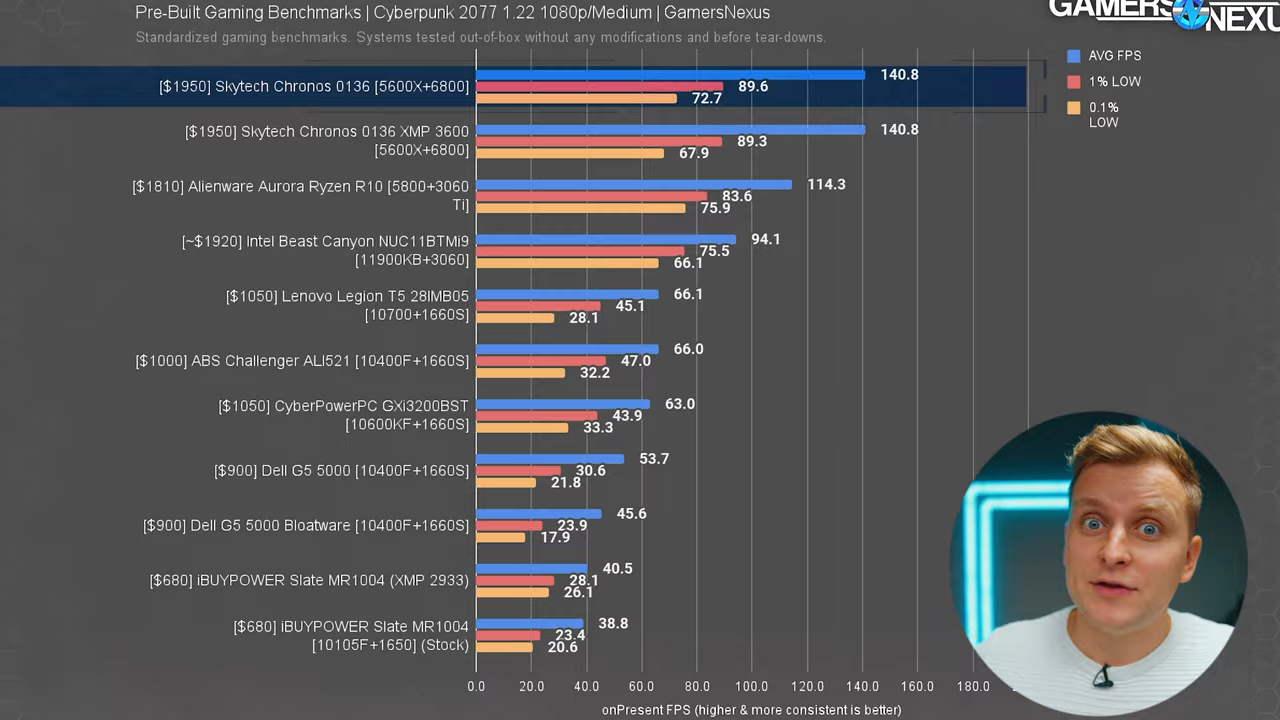 Pre-Built Gaming Benchmarks | Cyberpunk 2077 1.22 1080p/Medium | GamersNexus
GAMERS
NEXU
Standardized gaming benchmarks. Systems tested out-of-box without any modifications and before tear-downs.
AVG FPS
1% LOW
0.1%
LOW
[$1950] Skytech Chronos 0136 [5600X+6800]
140.8
89.6
72.7
[$1950] Skytech Chronos 0136 XMP 3600
[5600X+6800]
140.8
89.3
67.9
[$1810] Alienware Aurora Ryzen R10 [5800+3060
Ti]
114.3
83.6
75.9
[~$1920] Intel Beast Canyon NUC11BTMi9
[11900KB+3060]
94.1
75.5
66.1
[$1050] Lenovo Legion T5 28IMB05
[10700+1660S]
66.1
45.1
28.1
[$1000] ABS Challenger ALI521 [10400F+1660S]
66.0
47.0
32.2
[$1050] CyberPowerPC GXi3200BST
[10600KF+1660S]
63.0
43.9
33.3
[$900] Dell G5 5000 [10400F+1660S]
53.7
30.6
21.8
[$900] Dell G5 5000 Bloatware [10400F+1660S]
45.6
23.9
17.9
[$680] iBUYPOWER Slate MR1004 (XMP 2933)
40.5
28.1
26.1
[$680] iBUYPOWER Slate MR1004
[10105F+1650] (Stock)
38.8
23.4
20.6
0.0 20.0 40.0 60.0 80.0 100.0 120.0 140.0 160.0 180.0
onPresent FPS (higher & more consistent is better)